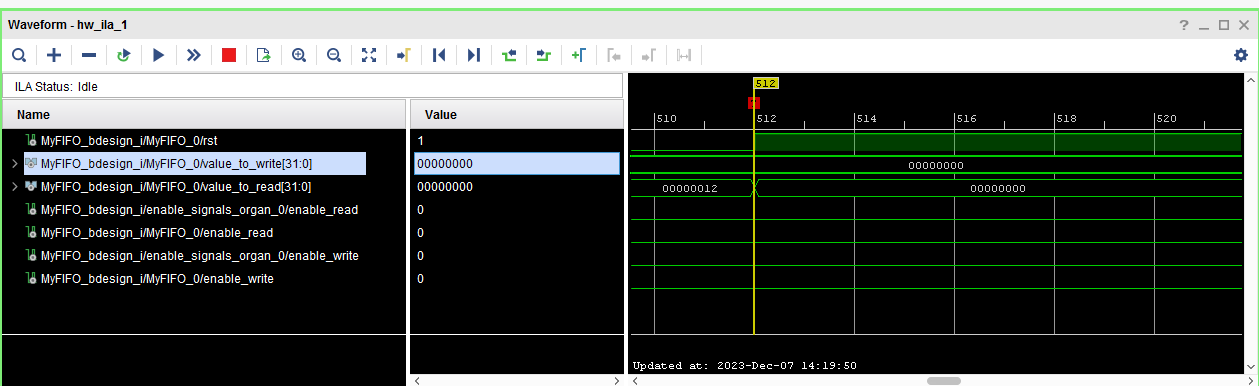 Waveform - hw_ila_1
ILA Status: Idle
Name Value
512
510 512 514 516 518 520
MyFIFO_bdesign_i/MyFIFO_0/rst 1
MyFIFO_bdesign_i/MyFIFO_0/value_to_write[31:0] 00000000 00000000
MyFIFO_bdesign_i/MyFIFO_0/value_to_read[31:0] 00000000 00000012 00000000
MyFIFO_bdesign_i/enable_signals_organ_0/enable_read 0
MyFIFO_bdesign_i/MyFIFO_0/enable_read 0
MyFIFO_bdesign_i/enable_signals_organ_0/enable_write 0
MyFIFO_bdesign_i/MyFIFO_0/enable_write 0
Updated at: 2023-Dec-07 14:19:50